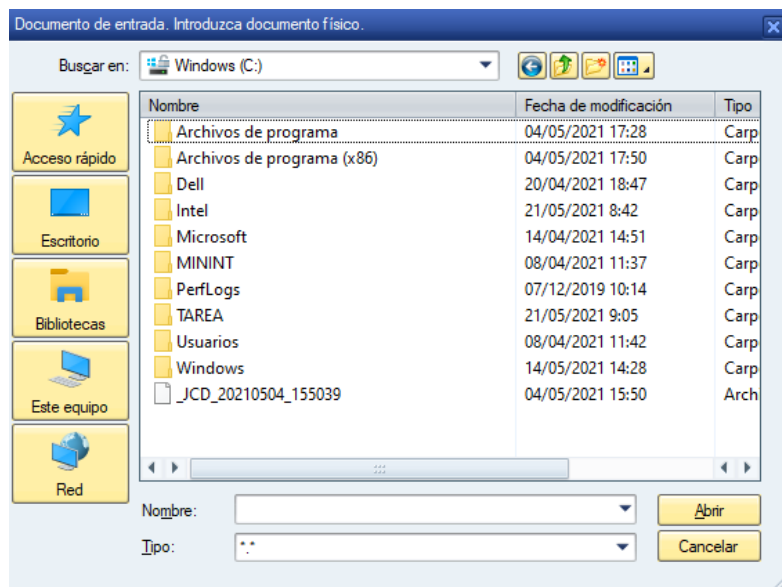 Documento de entrada. Introduzca documento físico.
Buscar en: Windows (C:)
Nombre Fecha de modificación Tipo
Archivos de programa 04/05/2021 17:28 Carp
Archivos de programa (x86) 04/05/2021 17:50 Carp
Dell 20/04/2021 18:47 Carp
Intel 21/05/2021 8:42 Carp
Microsoft 14/04/2021 14:51 Carp
MININT 08/04/2021 11:37 Carp
PerfLogs 07/12/2019 10:14 Carp
TAREA 21/05/2021 9:05 Carp
Usuarios 08/04/2021 11:42 Carp
Windows 14/05/2021 14:28 Carp
_JCD_20210504_155039 04/05/2021 15:50 Arch
Acceso rápido
Escritorio
Bibliotecas
Este equipo
Red
Nombre: Abrir
Tipo: *.* Cancelar